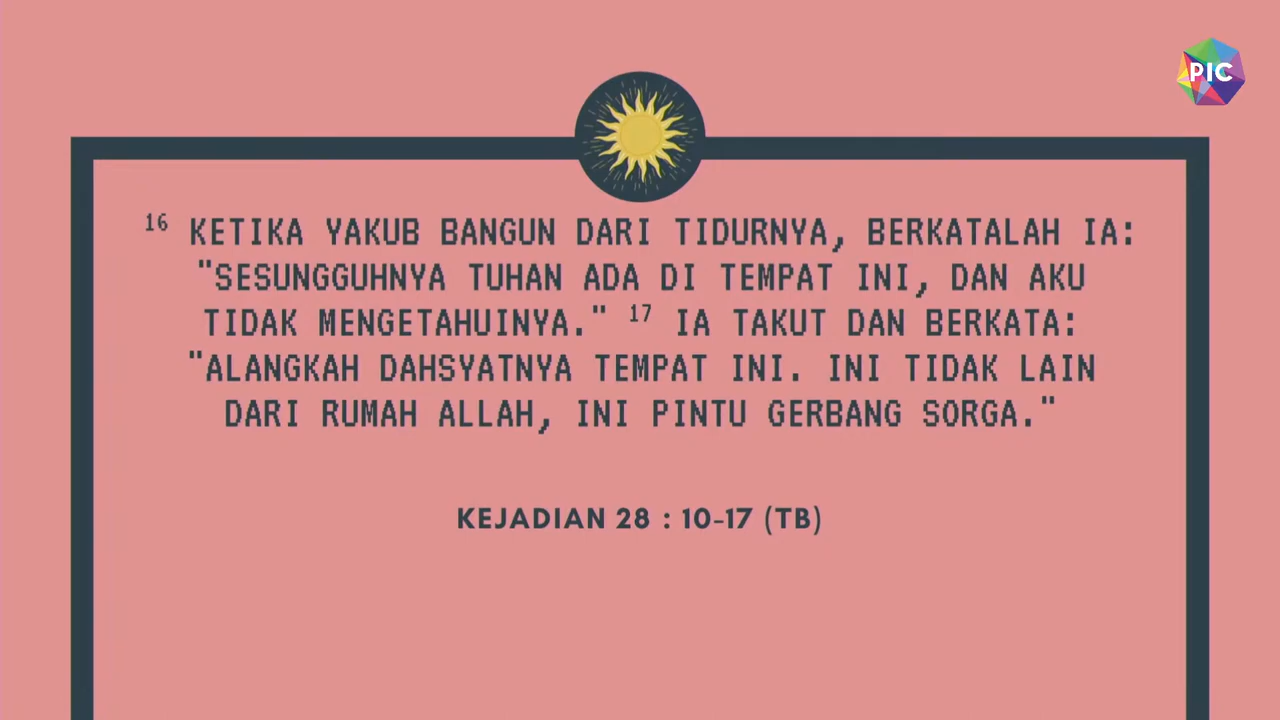 PIC
16 KETIKA YAKUB BANGUN DARI TIDURNYA, BERKATALAH IA:
"SESUNGGUHNYA TUHAN ADA DI TEMPAT INI, DAN AKU
TIDAK MENGETAHUINYA." 17 IA TAKUT DAN BERKATA:
"ALANGKAH DAHSYATNYA TEMPAT INI. INI TIDAK LAIN
DARI RUMAH ALLAH, INI PINTU GERBANG SORGA."
KEJADIAN 28 : 10-17 (TB)